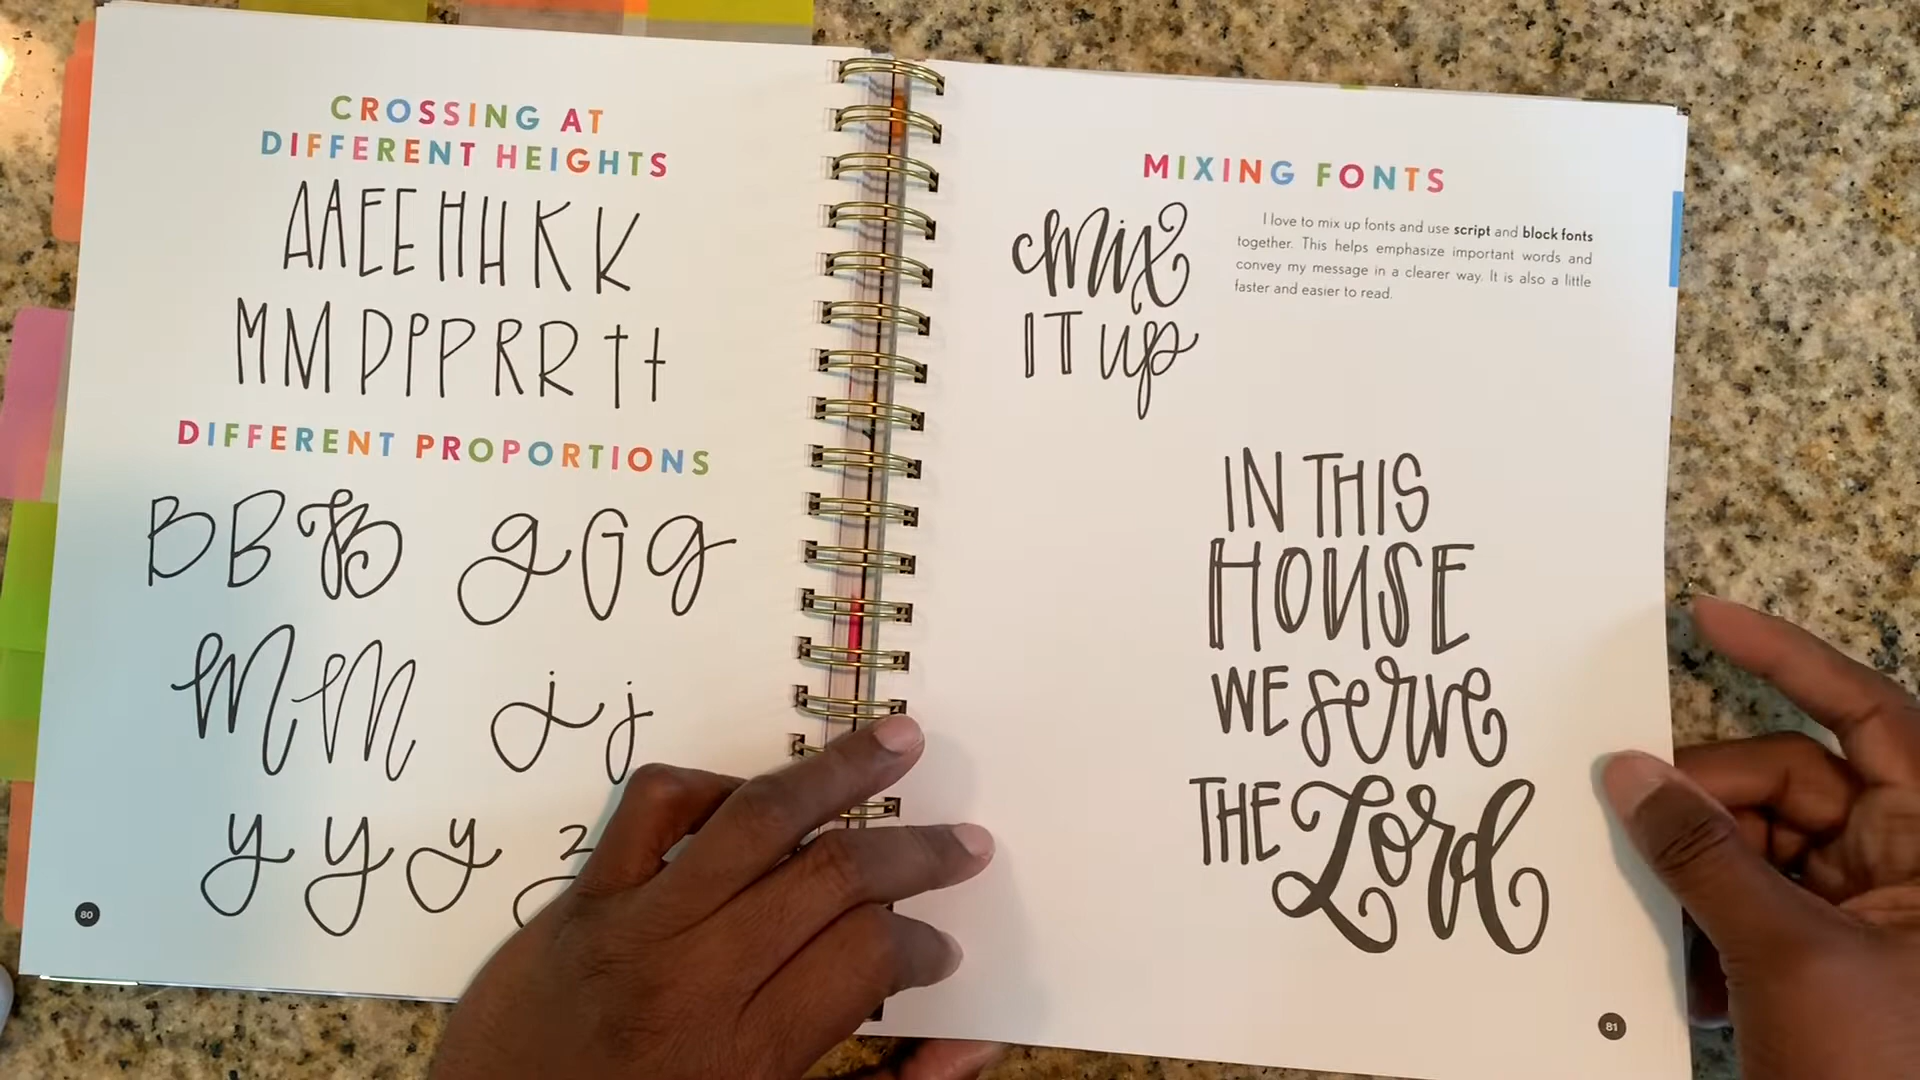 CROSSING AT
DIFFERENT HEIGHTS
AAEEHHKK
MMDPPRRTt
DIFFERENT PROPORTIONS
BBB gGg
MM jj
yyyz
80
MIXING FONTS
mix
IT up
I love to mix up fonts and use script and block fonts
together. This helps emphasize important words and
convey my message in a clearer way. It is also a little
faster and easier to read.
IN THIS
HOUSE
WE serve
THE Lord
81